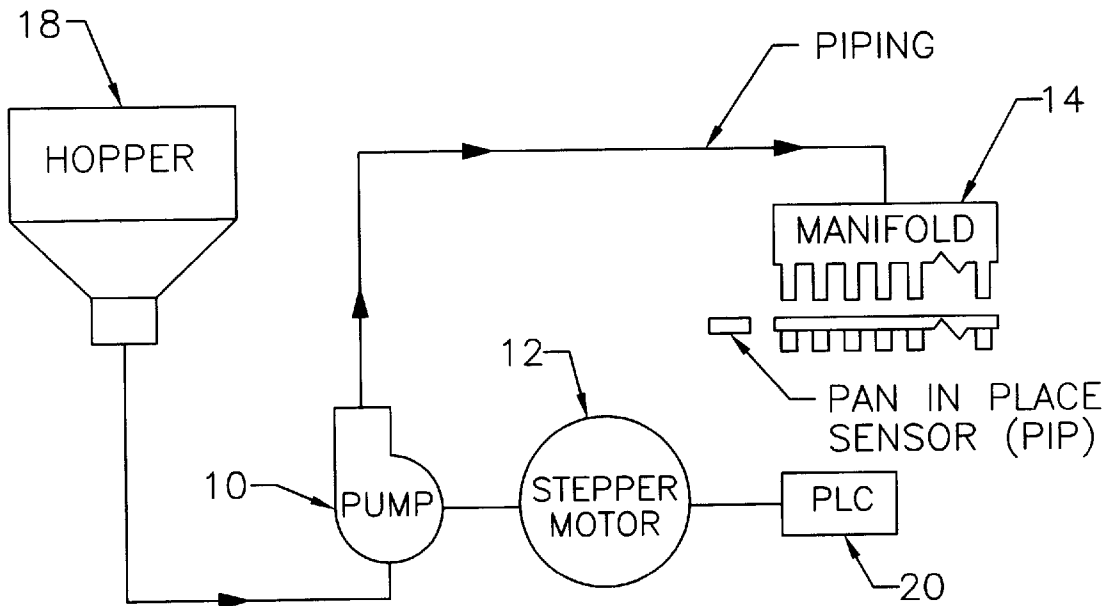 18
HOPPER
PIPING
14
MANIFOLD
12
PAN IN PLACE
SENSOR (PIP)
10
PUMP
STEPPER
MOTOR
PLC
20